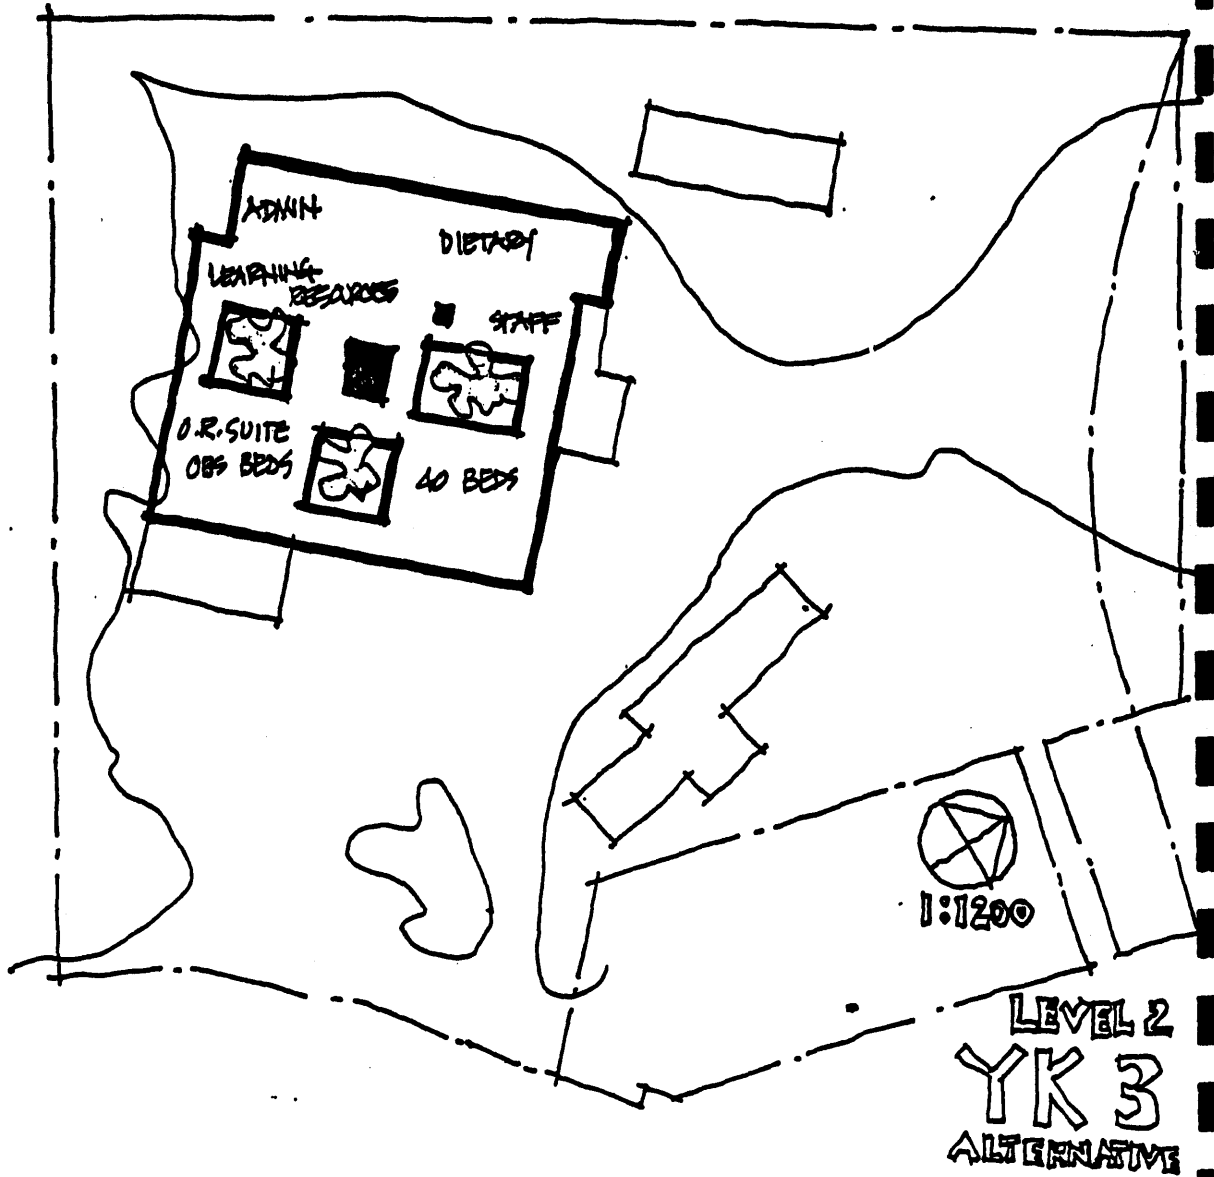 ADMIN
DIETARY
LEARNING
RESOURCES
STAFF
O.R. SUITE
OBS BEDS
40 BEDS
1:1200
LEVEL 2
YK 3
ALTERNATIVE